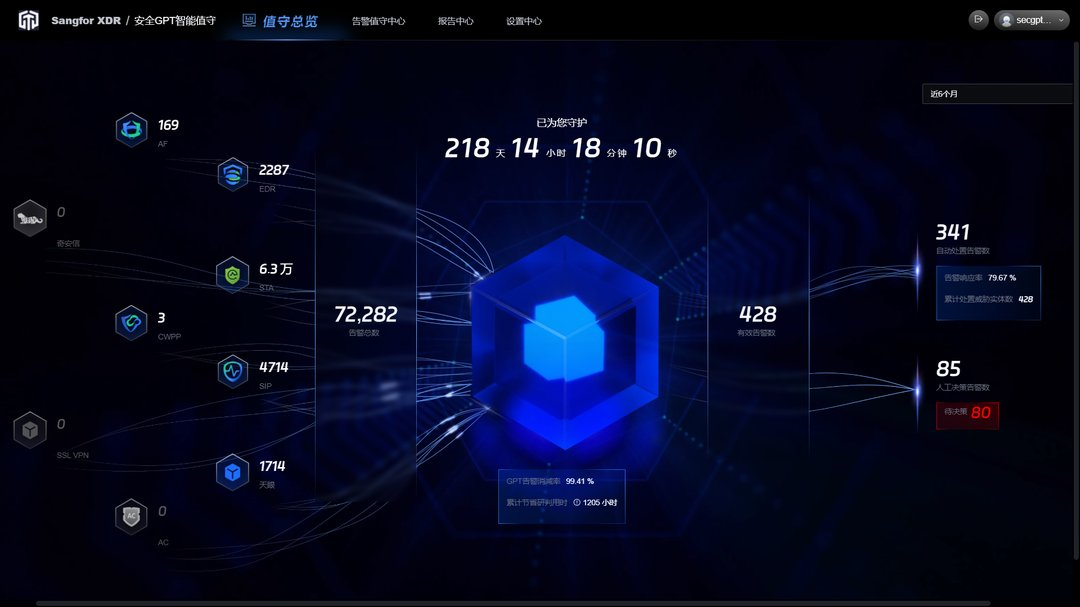 Sangfor XDR / 安全GPT智能值守
值守总览
告警值守中心
报告中心
设置中心
secgpt...
近6个月
已为您守护
218 天 14 小时 18 分钟 10 秒
169
AF
2287
EDR
0
奇安信
6.3 万
STA
3
CWPP
4714
SIP
0
SSL VPN
1714
天眼
AC
0
AC
72,282
告警总数
GPT告警消减率 99.41 %
累计节省研判用时 1205 小时
428
有效告警数
341
自动处置告警数
告警响应率 79.67 %
累计处置威胁实体数 428
85
人工决策告警数
待决策 80